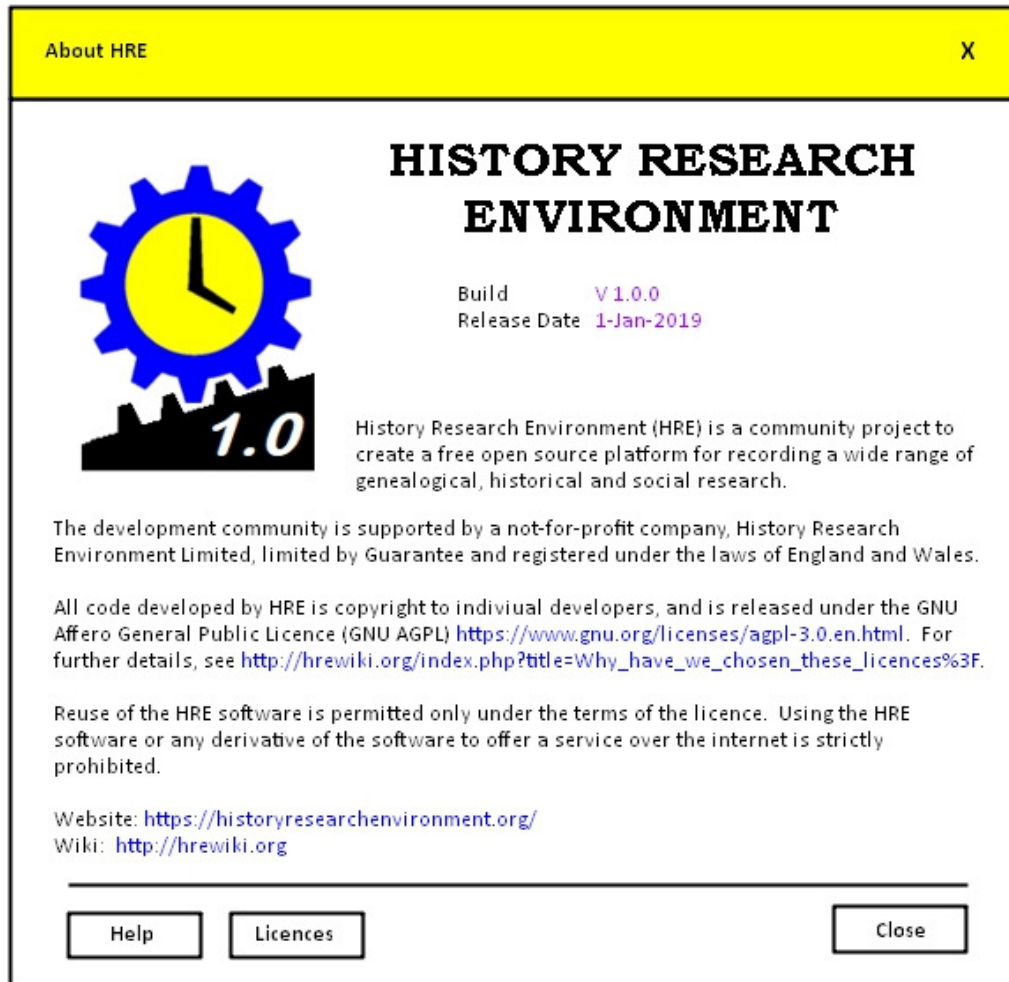 About HRE X
HISTORY RESEARCH
ENVIRONMENT
Build V 1.0.0
Release Date 1-Jan-2019
1.0
History Research Environment (HRE) is a community project to
create a free open source platform for recording a wide range of
genealogical, historical and social research.
The development community is supported by a not-for-profit company, History Research
Environment Limited, limited by Guarantee and registered under the laws of England and Wales.
All code developed by HRE is copyright to indiviual developers, and is released under the GNU
Affero General Public Licence (GNU AGPL) https://www.gnu.org/licenses/agpl-3.0.en.html. For
further details, see http://hrewiki.org/index.php?title=Why_have_we_chosen_these_licences%3F.
Reuse of the HRE software is permitted only under the terms of the licence. Using the HRE
software or any derivative of the software to offer a service over the internet is strictly
prohibited.
Website: https://historyresearchenvironment.org/
Wiki: http://hrewiki.org
Help Licences Close